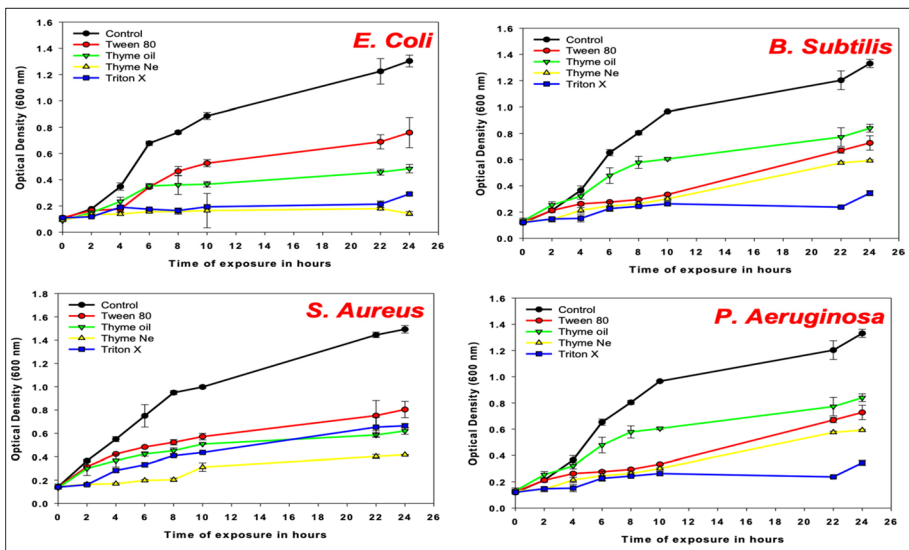 E. Coli
Control
Tween 80
Thyme oil
Thyme Ne
Triton X
Optical Density (600 nm)
1.6
1.4
1.2
1.0
0.8
0.6
0.4
0.2
0.0
0 2 4 6 8 10 12 14 16 18 20 22 24 26
Time of exposure in hours
B. Subtilis
Control
Tween 80
Thyme oil
Thyme Ne
Triton X
Optical Density (600 nm)
1.6
1.4
1.2
1.0
0.8
0.6
0.4
0.2
0.0
0 2 4 6 8 10 12 14 16 18 20 22 24 26
Time of exposure in hours
S. Aureus
Control
Tween 80
Thyme oil
Thyme Ne
Triton X
Optical Density (600 nm)
1.8
1.6
1.4
1.2
1.0
0.8
0.6
0.4
0.2
0.0
0 2 4 6 8 10 12 14 16 18 20 22 24 26
Time of exposure in hours
P. Aeruginosa
Control
Tween 80
Thyme oil
Thyme Ne
Triton X
Optical Density (600 nm)
1.6
1.4
1.2
1.0
0.8
0.6
0.4
0.2
0.0
0 2 4 6 8 10 12 14 16 18 20 22 24 26
Time of exposure in hours